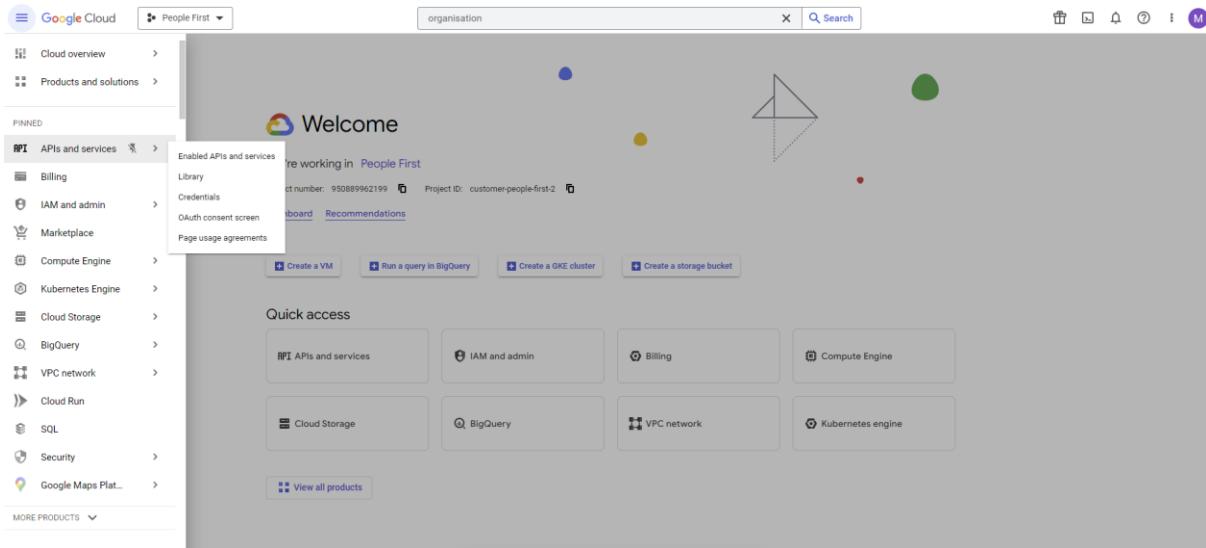 Google Cloud
People First
organisation
Search
M
Cloud overview
Products and solutions
PINNED
API APIs and services
Enabled APIs and services
Library
Credentials
OAuth consent screen
Page usage agreements
Billing
IAM and admin
Marketplace
Compute Engine
Kubernetes Engine
Cloud Storage
BigQuery
VPC network
Cloud Run
SQL
Security
Google Maps Plat...
MORE PRODUCTS
Welcome
're working in People First
ct number: 950889962199 Project ID: customer-people-first-2
board Recommendations
Create a VM Run a query in BigQuery Create a GKE cluster Create a storage bucket
Quick access
API APIs and services IAM and admin Billing Compute Engine
Cloud Storage BigQuery VPC network Kubernetes engine
View all products